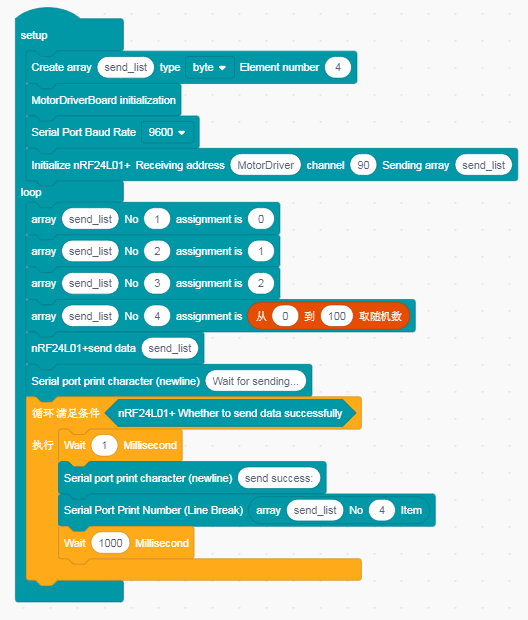 setup
Create array send_list type byte Element number 4
MotorDriverBoard initialization
Serial Port Baud Rate 9600
Initialize nRF24L01+ Receiving address MotorDriver channel 90 Sending array send_list
loop
array send_list No 1 assignment is 0
array send_list No 2 assignment is 1
array send_list No 3 assignment is 2
array send_list No 4 assignment is 从 0 到 100 取随机数
nRF24L01+send data send_list
Serial port print character (newline) Wait for sending...
循环 满足条件 nRF24L01+ Whether to send data successfully
执行 Wait 1 Millisecond
Serial port print character (newline) send success:
Serial Port Print Number (Line Break) array send_list No 4 Item
Wait 1000 Millisecond